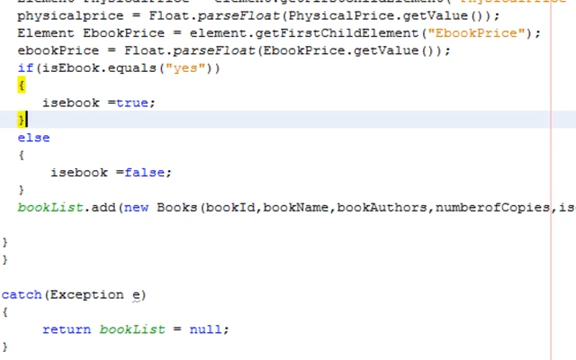 physicalprice = Float.parseFloat(PhysicalPrice.getValue());
Element EbookPrice = element.getFirstChildElement("EbookPrice");
ebookPrice = Float.parseFloat(EbookPrice.getValue());
if(isEbook.equals("yes"))
{
isebook =true;
}
else
{
isebook =false;
}
bookList.add(new Books(bookId,bookName,bookAuthors,numberofCopies,is
}
}
catch(Exception e)
{
return bookList = null;
}